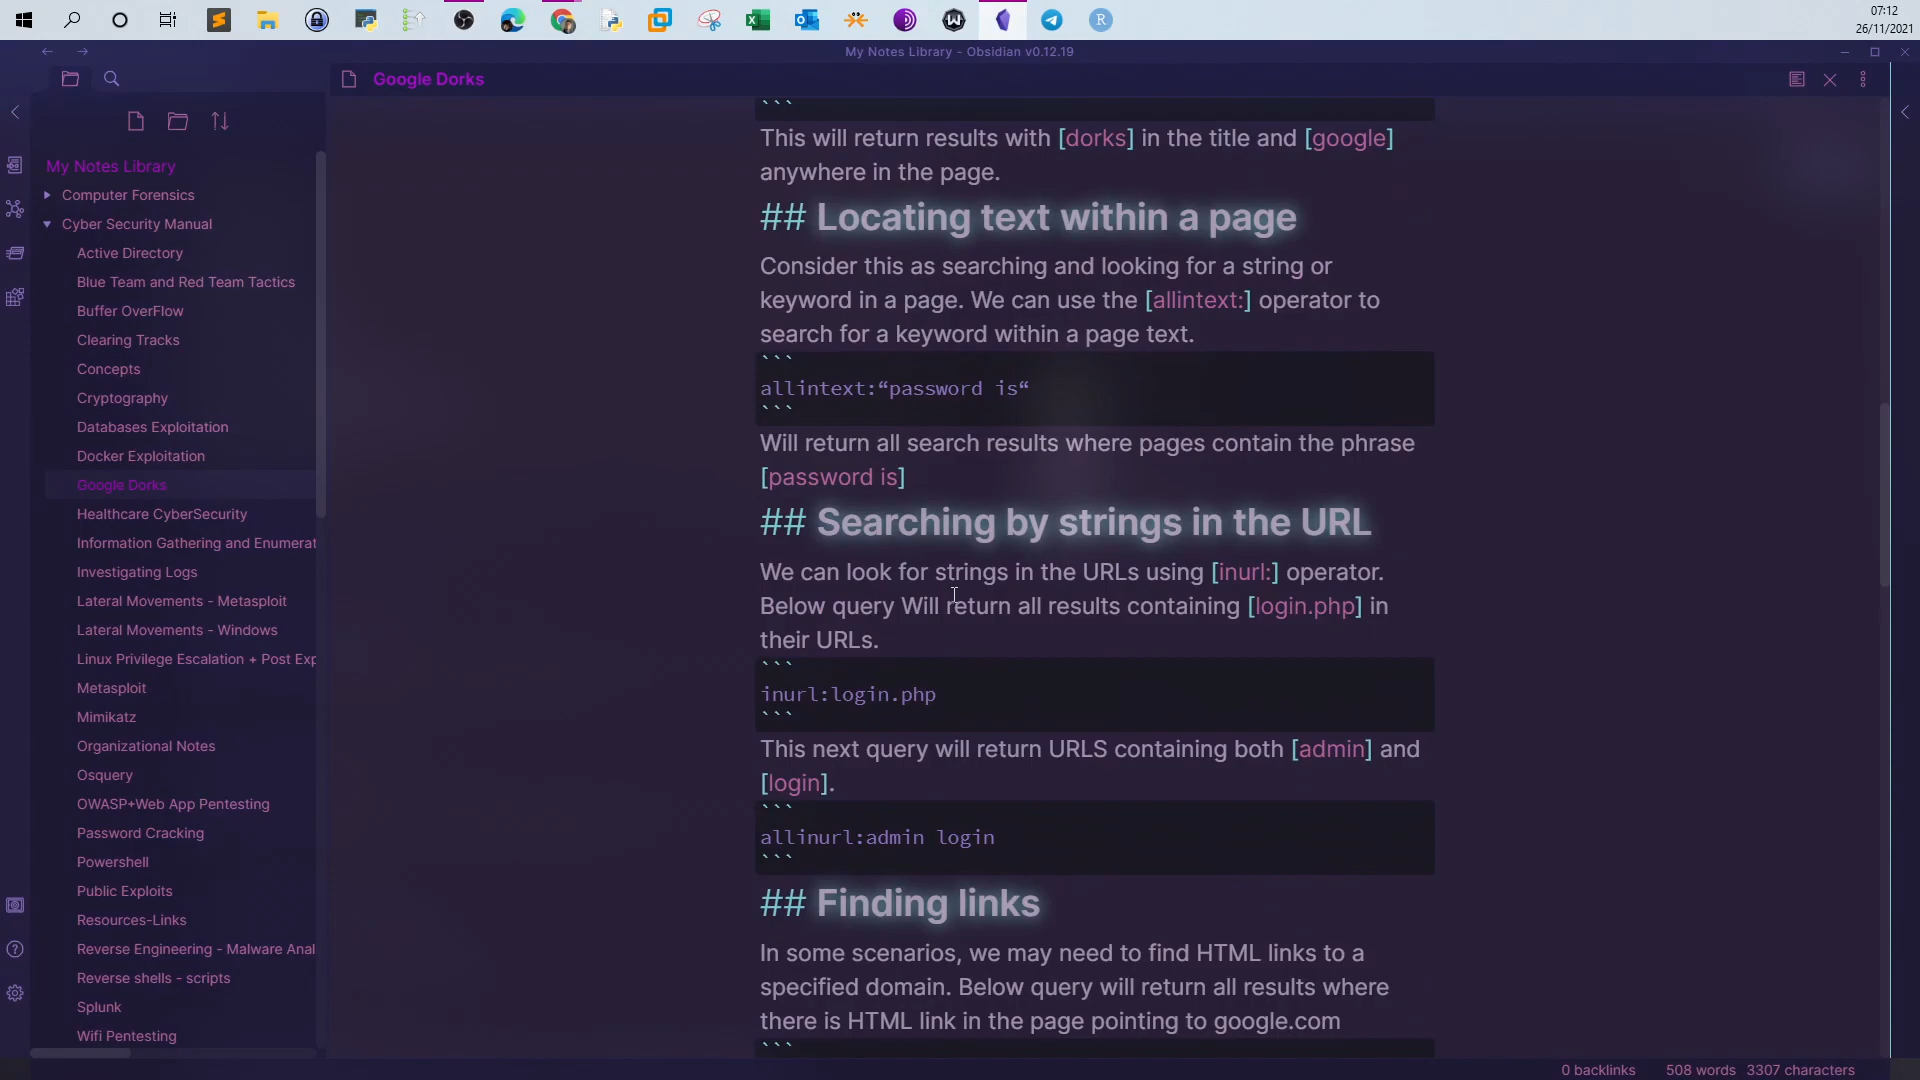 07:12
26/11/2021
My Notes Library - Obsidian v0.12.19
Google Dorks
My Notes Library
Computer Forensics
Cyber Security Manual
Active Directory
Blue Team and Red Team Tactics
Buffer OverFlow
Clearing Tracks
Concepts
Cryptography
Databases Exploitation
Docker Exploitation
Google Dorks
Healthcare CyberSecurity
Information Gathering and Enumerat
Investigating Logs
Lateral Movements - Metasploit
Lateral Movements - Windows
Linux Privilege Escalation + Post Exp
Metasploit
Mimikatz
Organizational Notes
Osquery
OWASP+Web App Pentesting
Password Cracking
Powershell
Public Exploits
Resources-Links
Reverse Engineering - Malware Anal
Reverse shells - scripts
Splunk
Wifi Pentesting
```
This will return results with [dorks] in the title and [google]
anywhere in the page.
## Locating text within a page
Consider this as searching and looking for a string or
keyword in a page. We can use the [allintext:] operator to
search for a keyword within a page text.
```
allintext:“password is“
```
Will return all search results where pages contain the phrase
[password is]
## Searching by strings in the URL
We can look for strings in the URLs using [inurl:] operator.
Below query Will return all results containing [login.php] in
their URLs.
```
inurl:login.php
```
This next query will return URLS containing both [admin] and
[login].
```
allinurl:admin login
```
## Finding links
In some scenarios, we may need to find HTML links to a
specified domain. Below query will return all results where
there is HTML link in the page pointing to google.com
```
0 backlinks 508 words 3307 characters